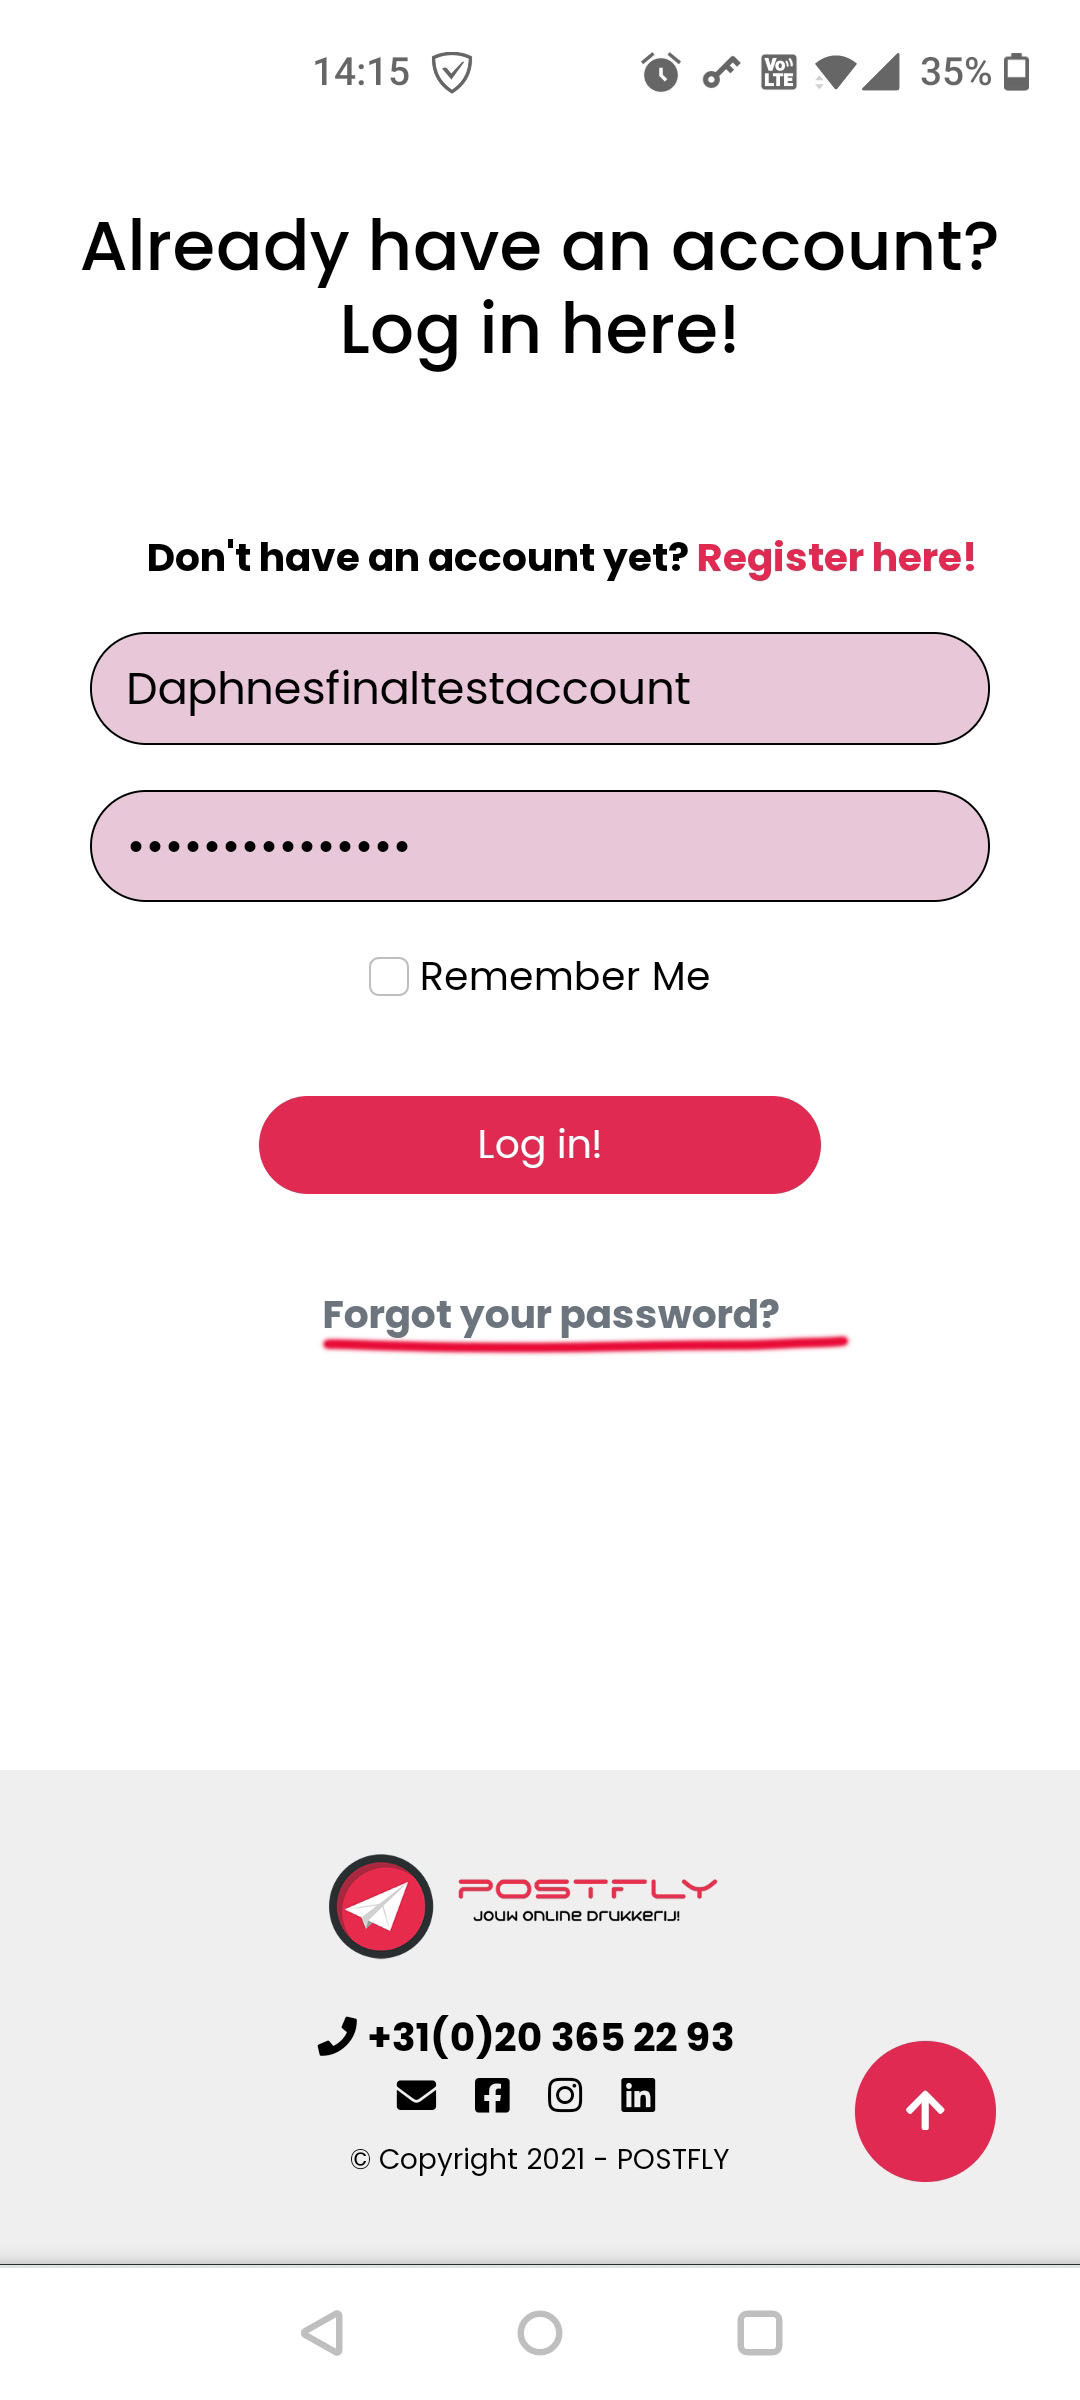 14:15
Vo LTE 35%
Already have an account?
Log in here!
Don't have an account yet? Register here!
Daphnesfinaltestaccount
•••••••••••••••
Remember Me
Log in!
Forgot your password?
POSTFLY
JOUW ONLINE DRUKKERIJ!
+31(0)20 365 22 93
© Copyright 2021 - POSTFLY